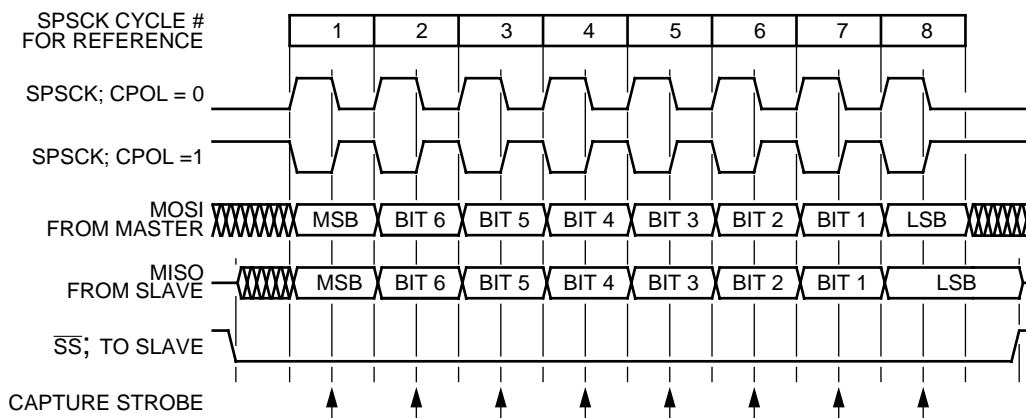 SPSCK CYCLE #
FOR REFERENCE
1 2 3 4 5 6 7 8
SPSCK; CPOL = 0
SPSCK; CPOL =1
MOSI
FROM MASTER
MSB BIT 6 BIT 5 BIT 4 BIT 3 BIT 2 BIT 1 LSB
MISO
FROM SLAVE
MSB BIT 6 BIT 5 BIT 4 BIT 3 BIT 2 BIT 1 LSB
SS; TO SLAVE
CAPTURE STROBE